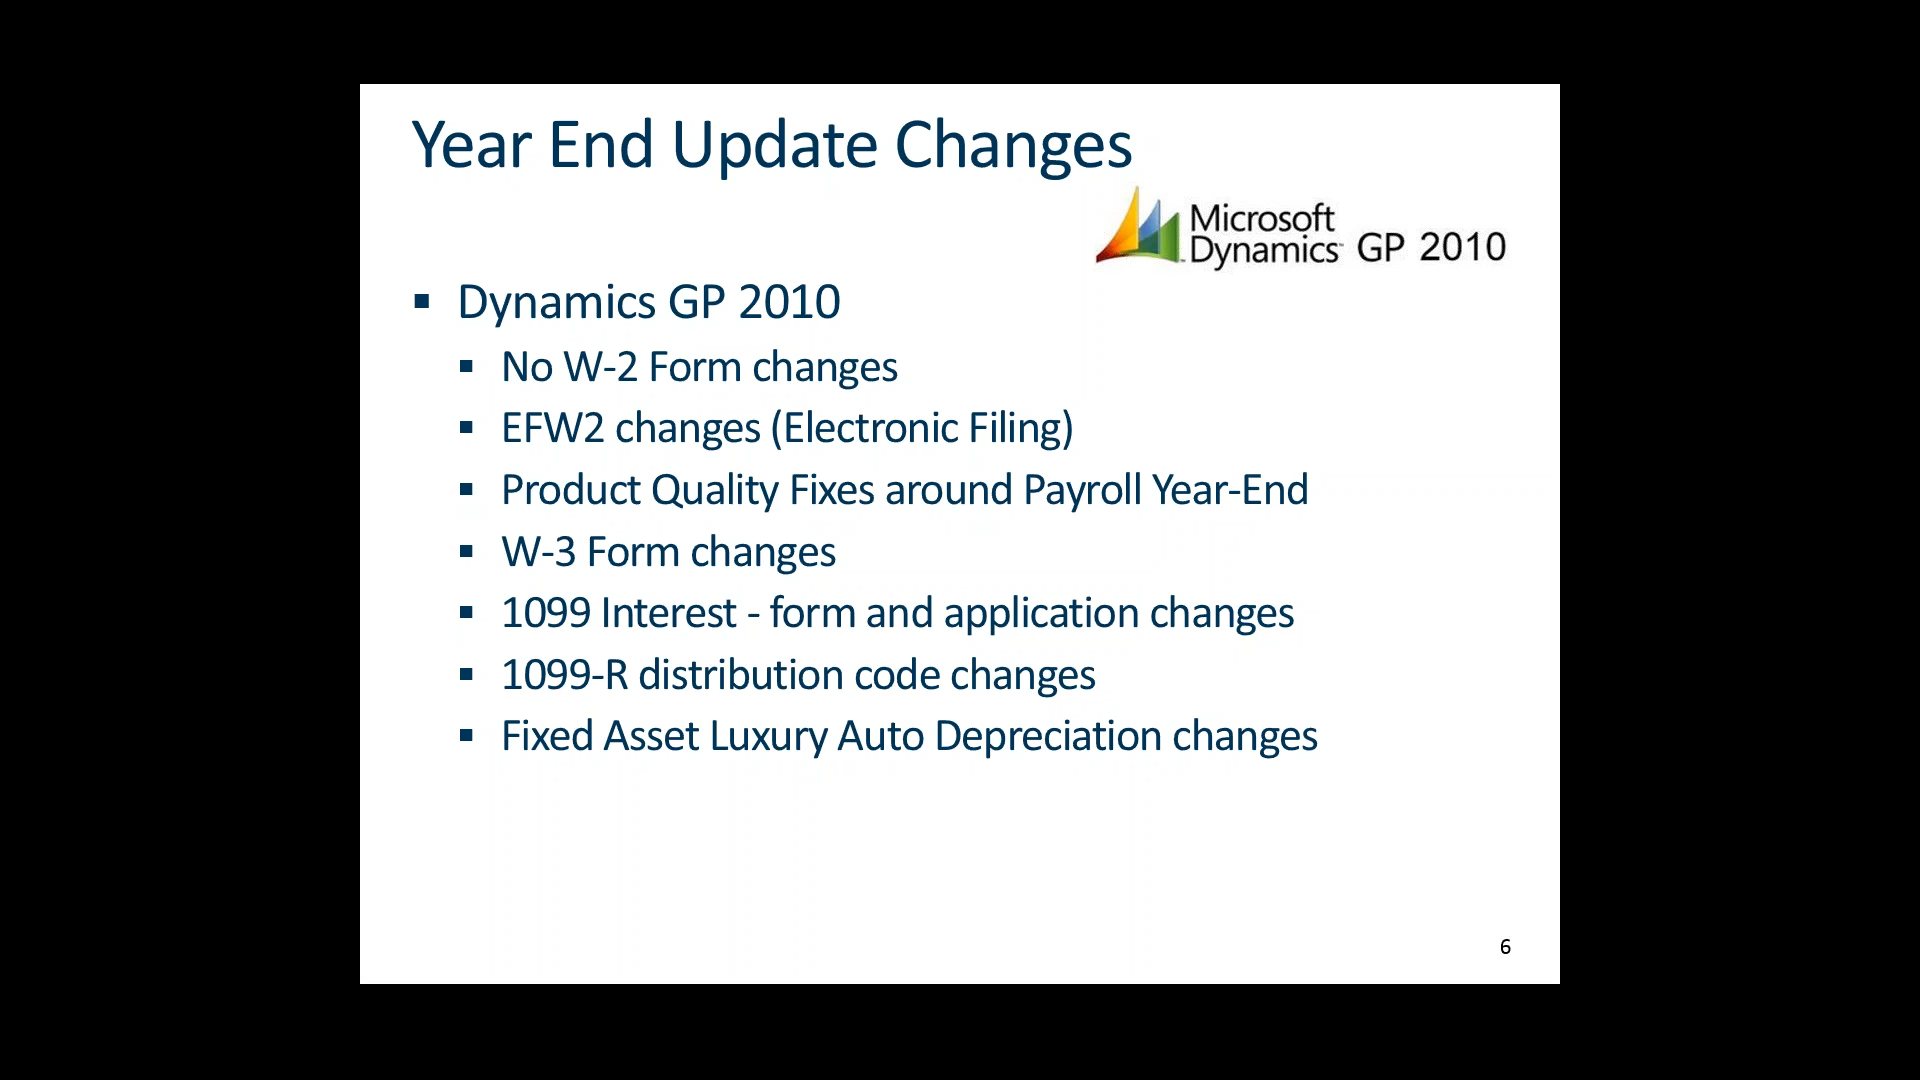 Year End Update Changes
Microsoft
Dynamics GP 2010
▪ Dynamics GP 2010
▪ No W-2 Form changes
▪ EFW2 changes (Electronic Filing)
▪ Product Quality Fixes around Payroll Year-End
▪ W-3 Form changes
▪ 1099 Interest - form and application changes
▪ 1099-R distribution code changes
▪ Fixed Asset Luxury Auto Depreciation changes
6